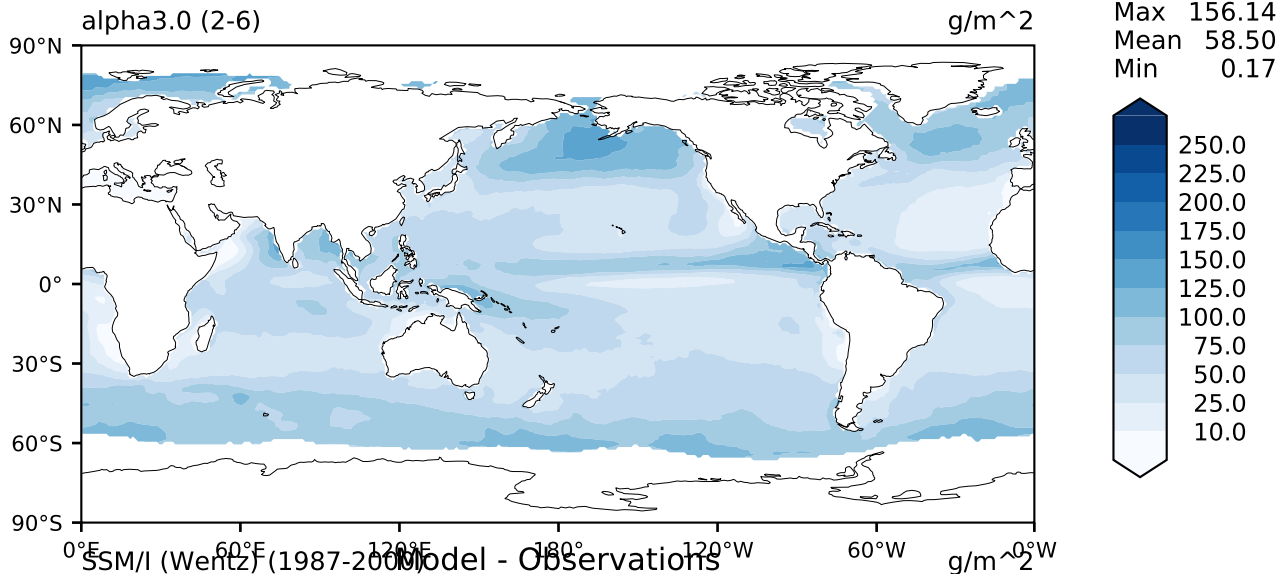 alpha3.0 (2-6) g/m^2
Max 156.14
Mean 58.50
Min 0.17
90°N
60°N
30°N
0°
30°S
60°S
90°S
0°E 60°E 120°E 180° 120°W 60°W 0°W
SSM/I (Wentz) (1987-2000) Model - Observations g/m^2
250.0
225.0
200.0
175.0
150.0
125.0
100.0
75.0
50.0
25.0
10.0